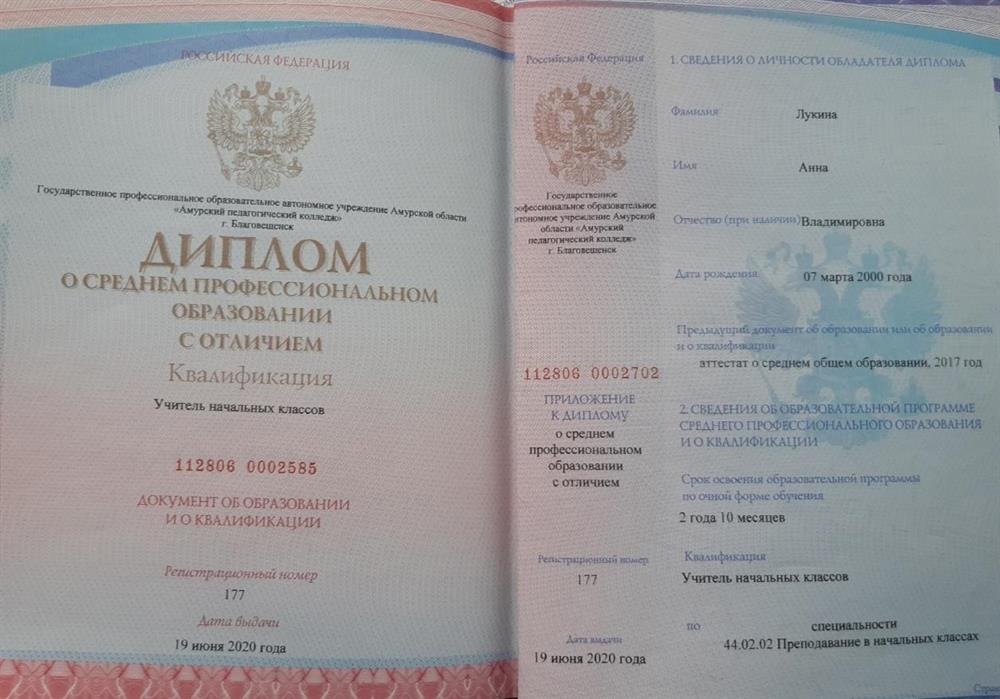 РОССИЙСКАЯ ФЕДЕРАЦИЯ
Государственное профессиональное образовательное автономное учреждение Амурской области
«Амурский педагогический колледж»
г. Благовещенск
ДИПЛОМ
О СРЕДНЕМ ПРОФЕССИОНАЛЬНОМ
ОБРАЗОВАНИИ
С ОТЛИЧИЕМ
Квалификация
Учитель начальных классов
112806 0002585
ДОКУМЕНТ ОБ ОБРАЗОВАНИИ
И О КВАЛИФИКАЦИИ
Регистрационный номер
177
Дата выдачи
19 июня 2020 года
Российская Федерация
Государственное
рофессиональное образовательное
втономное учреждение Амурской
области «Амурский
педагогический колледж»
г. Благовещенск
112806 0002702
ПРИЛОЖЕНИЕ
К ДИПЛОМУ
о среднем
профессиональном
образовании
с отличием
Регистрационный номер
177
Дата выдачи
19 июня 2020 года
1. СВЕДЕНИЯ О ЛИЧНОСТИ ОБЛАДАТЕЛЯ ДИПЛОМА
Фамилия Лукина
Имя Анна
Отчество (при наличии) Владимировна
Дата рождения 07 марта 2000 года
Предыдущий документ об образовании или об образовании
и о квалификации
аттестат о среднем общем образовании, 2017 год
2. СВЕДЕНИЯ ОБ ОБРАЗОВАТЕЛЬНОЙ ПРОГРАММЕ
СРЕДНЕГО ПРОФЕССИОНАЛЬНОГО ОБРАЗОВАНИЯ
И О КВАЛИФИКАЦИИ
Срок освоения образовательной программы
по очной форме обучения
2 года 10 месяцев
Квалификация
Учитель начальных классов
по специальности
44.02.02 Преподавание в начальных классах